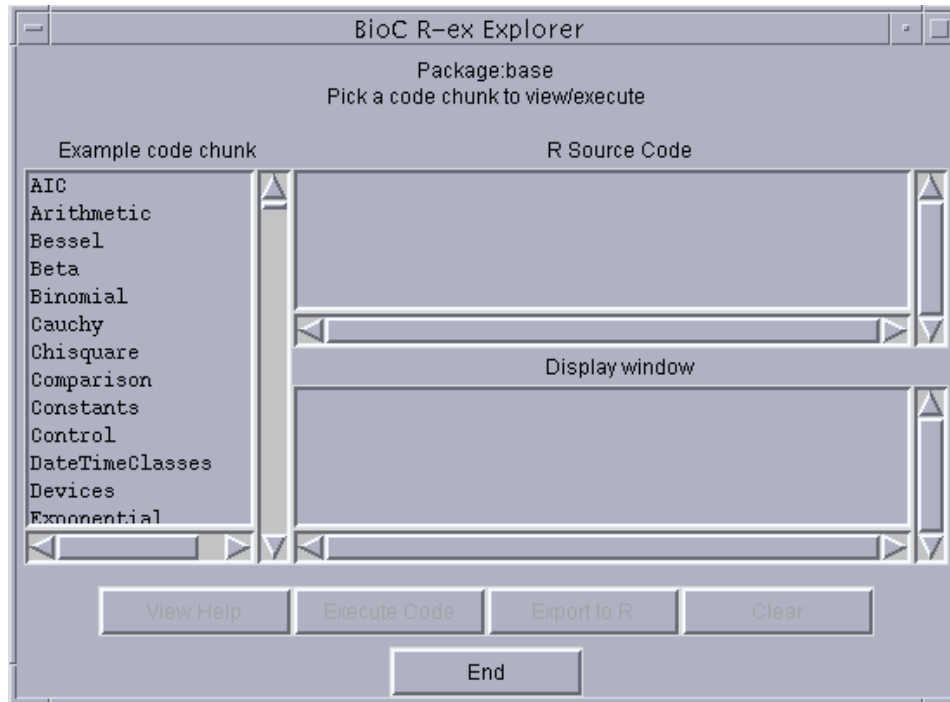 BioC R-ex Explorer
Package:base
Pick a code chunk to view/execute
Example code chunk
R Source Code
AIC
Arithmetic
Bessel
Beta
Binomial
Cauchy
Chisquare
Comparison
Constants
Control
DateTimeClasses
Devices
Exponential
Display window
View Help
Execute Code
Export to R
Clear
End